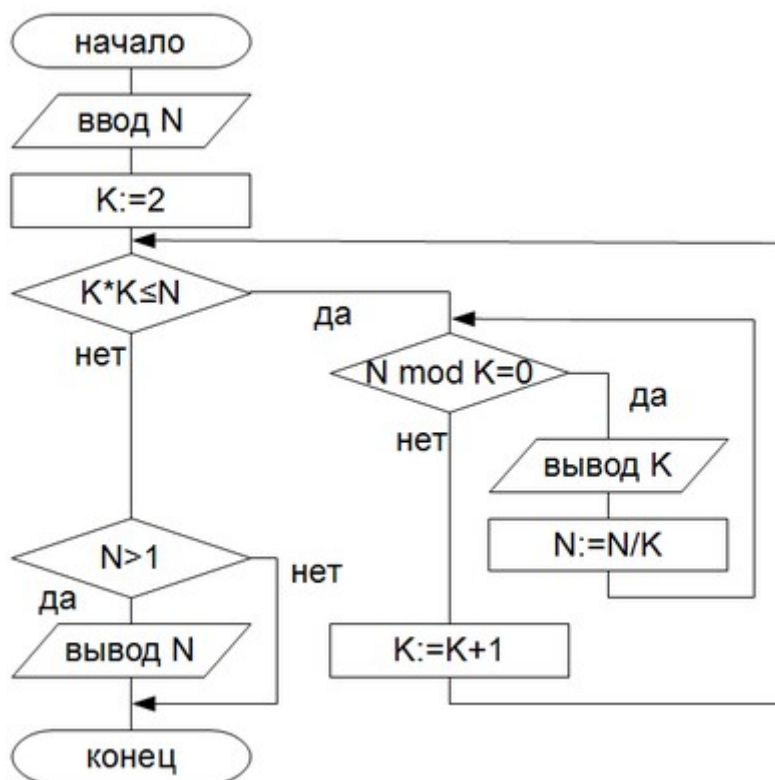 начало
ввод N
K:=2
K*K≤N
да
нет
N mod K=0
да
нет
вывод K
N:=N/K
N>1
нет
да
вывод N
K:=K+1
конец